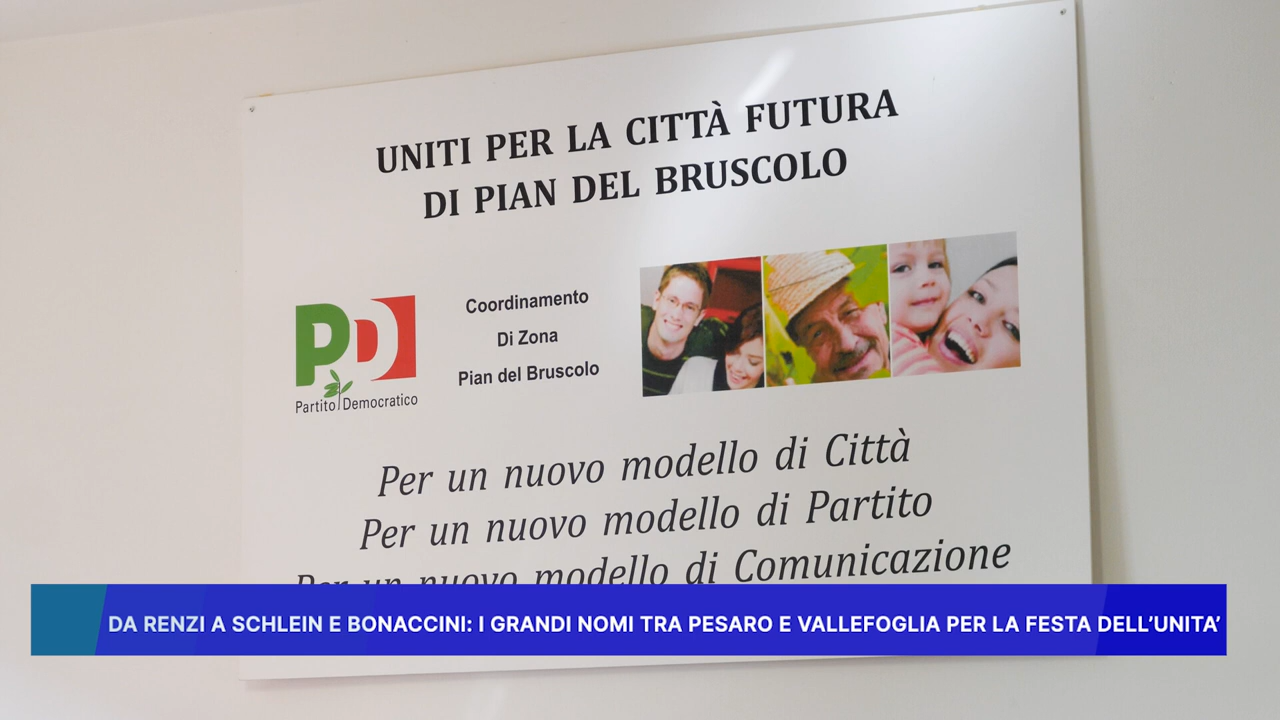 UNITI PER LA CITTÀ FUTURA
DI PIAN DEL BRUSCOLO
PD
Partito Democratico
Coordinamento
Di Zona
Pian del Bruscolo
Per un nuovo modello di Città
Per un nuovo modello di Partito
Per un nuovo modello di Comunicazione
DA RENZI A SCHLEIN E BONACCINI: I GRANDI NOMI TRA PESARO E VALLEFOGLIA PER LA FESTA DELL’UNITA’